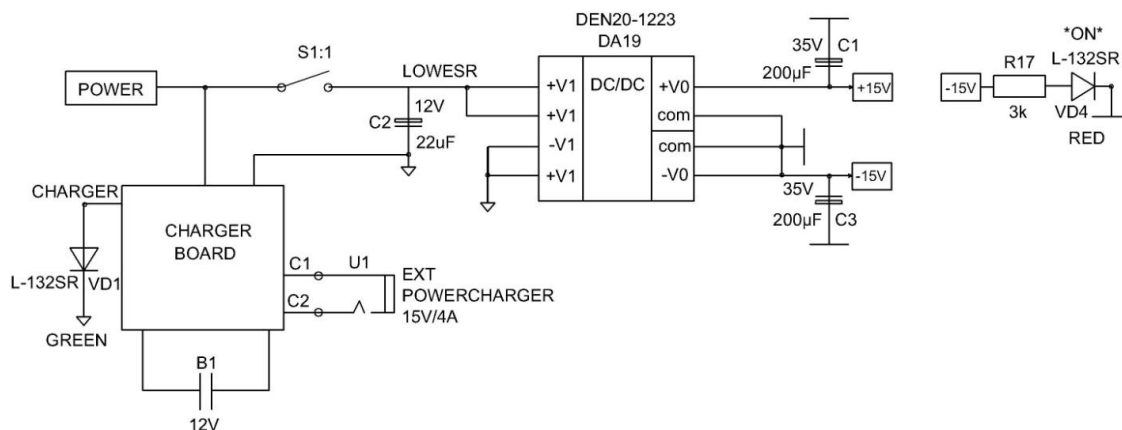 DEN20-1223
DA19
S1:1
POWER
LOWESR
12V
C2
22uF
+V1
+V1
-V1
+V1
DC/DC
+V0
com
com
-V0
35V
C1
200µF
+15V
35V
-15V
200µF
C3
*ON*
L-132SR
R17
-15V
3k
VD4
RED
CHARGER
CHARGER
BOARD
L-132SR
VD1
GREEN
C1
U1
C2
EXT
POWERCHARGER
15V/4A
B1
12V